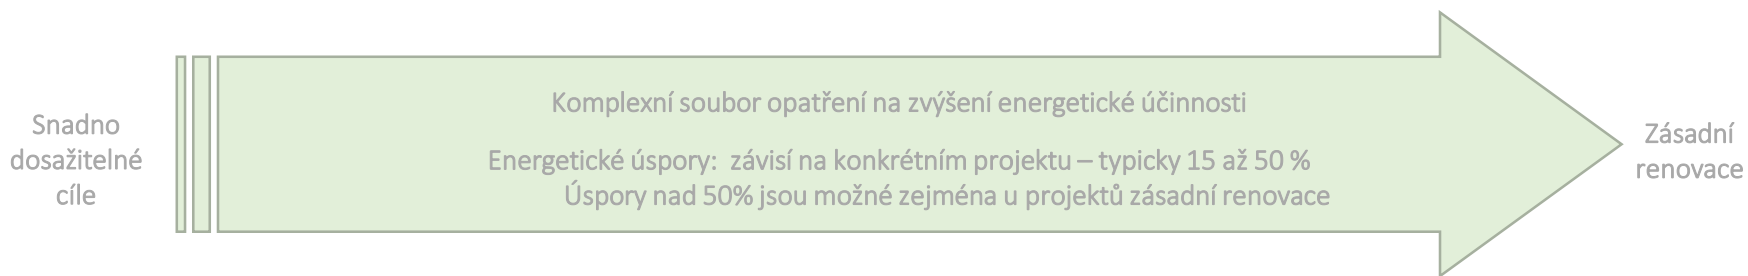 Snadno
dosažitelné
cíle
Komplexní soubor opatření na zvýšení energetické účinnosti
Energetické úspory: závisí na konkrétním projektu – typicky 15 až 50 %
Úspory nad 50% jsou možné zejména u projektů zásadní renovace
Zásadní
renovace